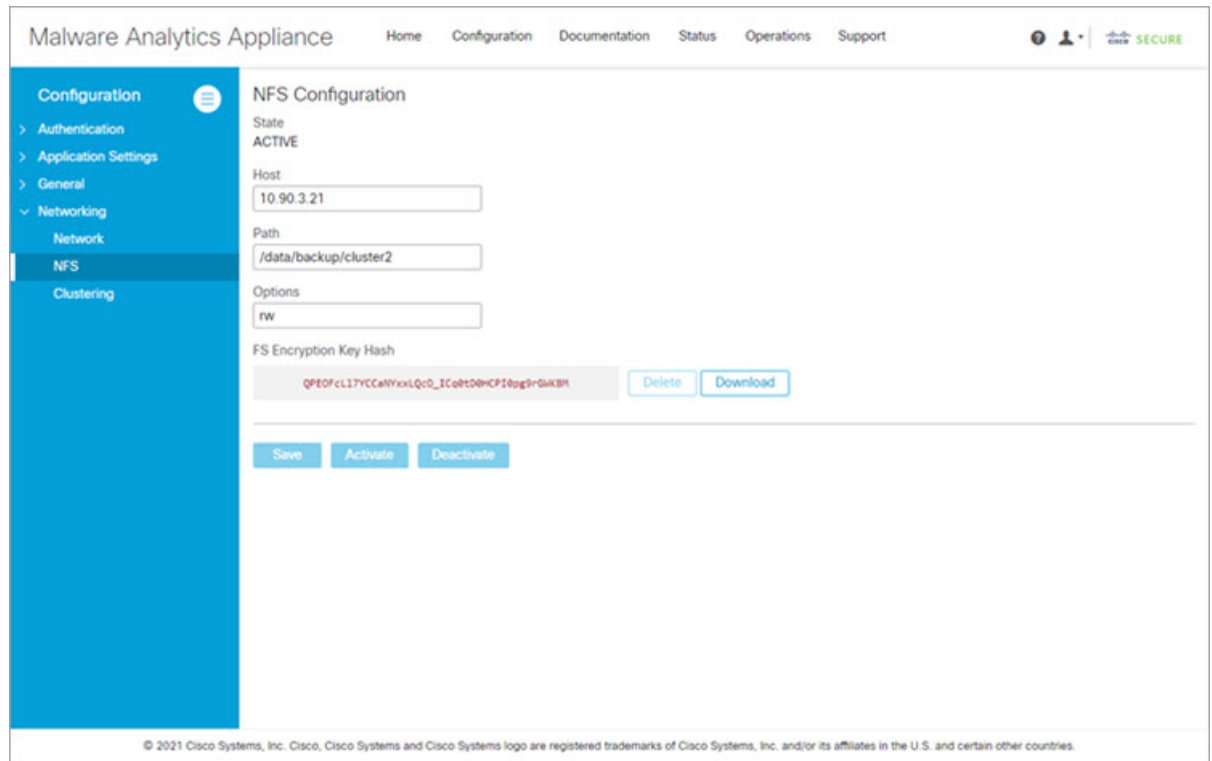 Malware Analytics Appliance Home Configuration Documentation Status Operations Support CISCO SECURE
Configuration
Authentication
Application Settings
General
Networking
Network
NFS
Clustering
NFS Configuration
State
ACTIVE
Host
10.90.3.21
Path
/data/backup/cluster2
Options
rw
FS Encryption Key Hash
Delete Download
Save Activate Deactivate
© 2021 Cisco Systems, Inc. Cisco, Cisco Systems and Cisco Systems logo are registered trademarks of Cisco Systems, Inc. and/or its affiliates in the U.S. and certain other countries.